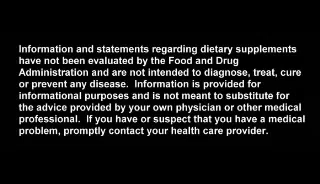 Information and statements regarding dietary supplements
have not been evaluated by the Food and Drug
Administration and are not intended to diagnose, treat, cure
or prevent any disease.  Information is provided for
informational purposes and is not meant to substitute for
the advice provided by your own physician or other medical
professional.  If you have or suspect that you have a medical
problem, promptly contact your health care provider.